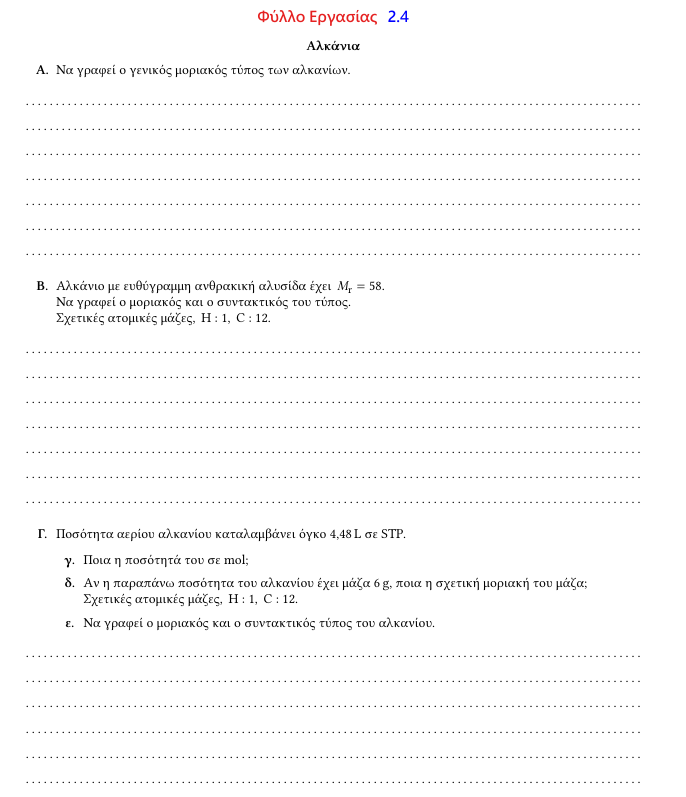 Φύλλο Εργασίας 2.4
Αλκάνια
Α. Να γραφεί ο γενικός μοριακός τύπος των αλκανίων.
Β. Αλκάνιο με ευθύγραμμη ανθρακική αλυσίδα έχει Mr = 58.
Να γραφεί ο μοριακός και ο συντακτικός του τύπος.
Σχετικές ατομικές μάζες, H : 1, C : 12.
Γ. Ποσότητα αερίου αλκανίου καταλαμβάνει όγκο 4,48 L σε STP.
γ. Ποια η ποσότητά του σε mol;
δ. Αν η παραπάνω ποσότητα του αλκανίου έχει μάζα 6 g, ποια η σχετική μοριακή του μάζα;
Σχετικές ατομικές μάζες, H : 1, C : 12.
ε. Να γραφεί ο μοριακός και ο συντακτικός τύπος του αλκανίου.